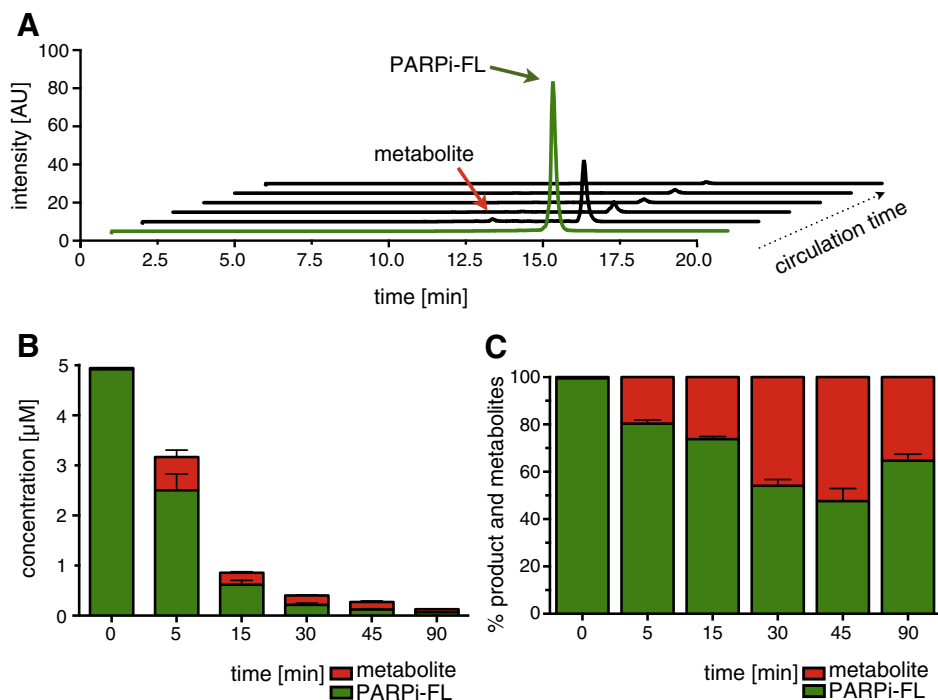 A
100
80
60
40
20
0
intensity [AU]
PARPi-FL
metabolite
0 2.5 5.0 7.5 10.0 12.5 15.0 17.5 20.0
time [min]
circulation time
B
5
4
3
2
1
0
concentration [µM]
0 5 15 30 45 90
time [min]
metabolite
PARPi-FL
C
100
80
60
40
20
0
% product and metabolites
0 5 15 30 45 90
time [min]
metabolite
PARPi-FL